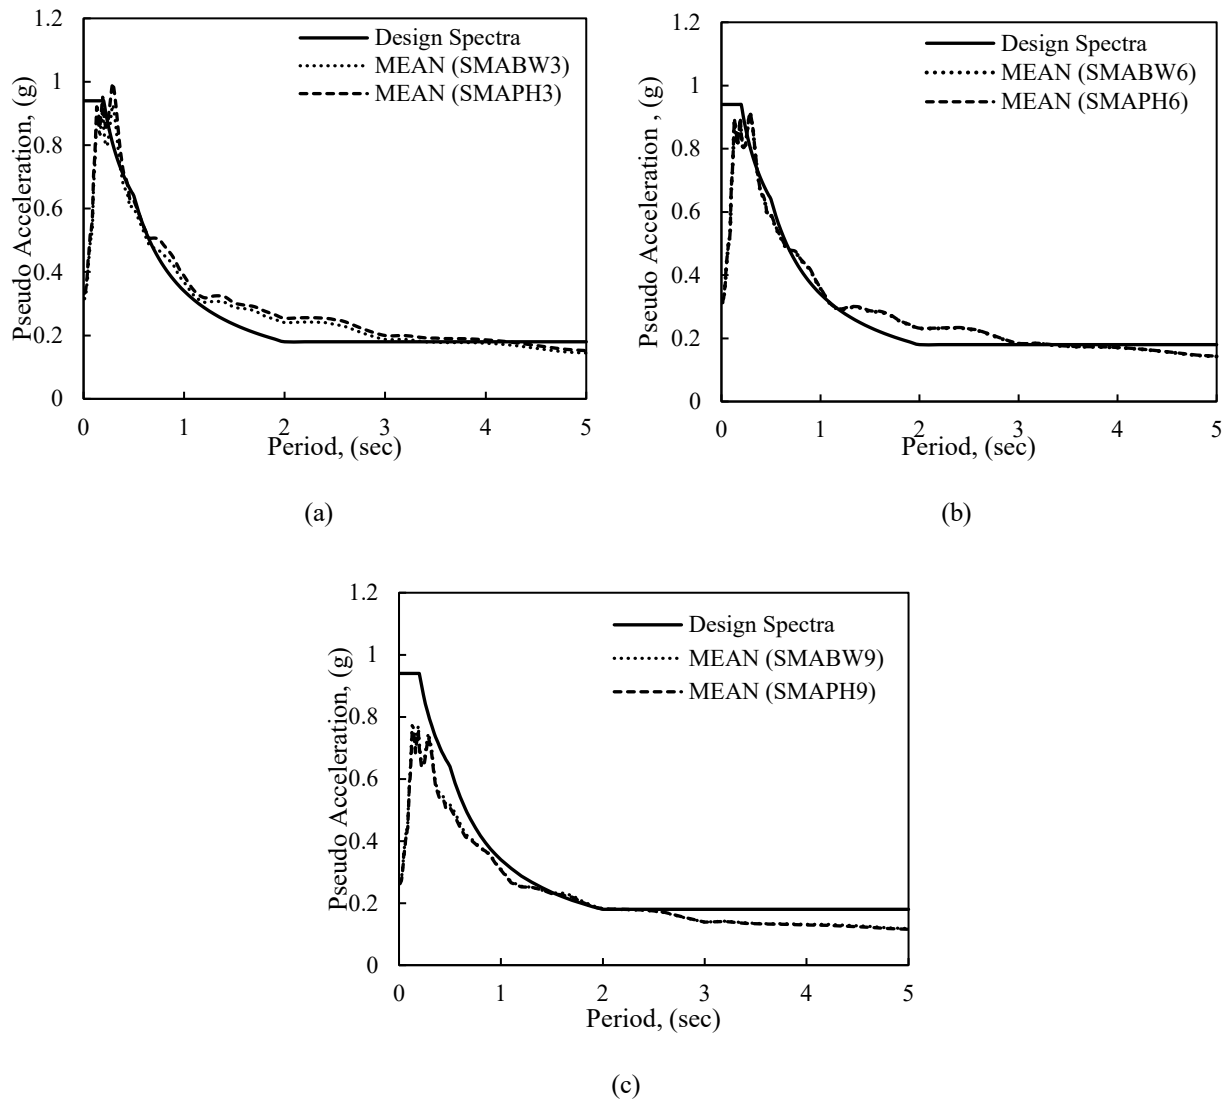 1.2
1
0.8
0.6
0.4
0.2
0
Pseudo Acceleration, (g)
Design Spectra
MEAN (SMABW3)
MEAN (SMAPH3)
0 1 2 3 4 5
Period, (sec)
(a)
1.2
1
0.8
0.6
0.4
0.2
0
Pseudo Acceleration , (g)
Design Spectra
MEAN (SMABW6)
MEAN (SMAPH6)
0 1 2 3 4 5
Period, (sec)
(b)
1.2
1
0.8
0.6
0.4
0.2
0
Pseudo Acceleration, (g)
Design Spectra
MEAN (SMABW9)
MEAN (SMAPH9)
0 1 2 3 4 5
Period, (sec)
(c)